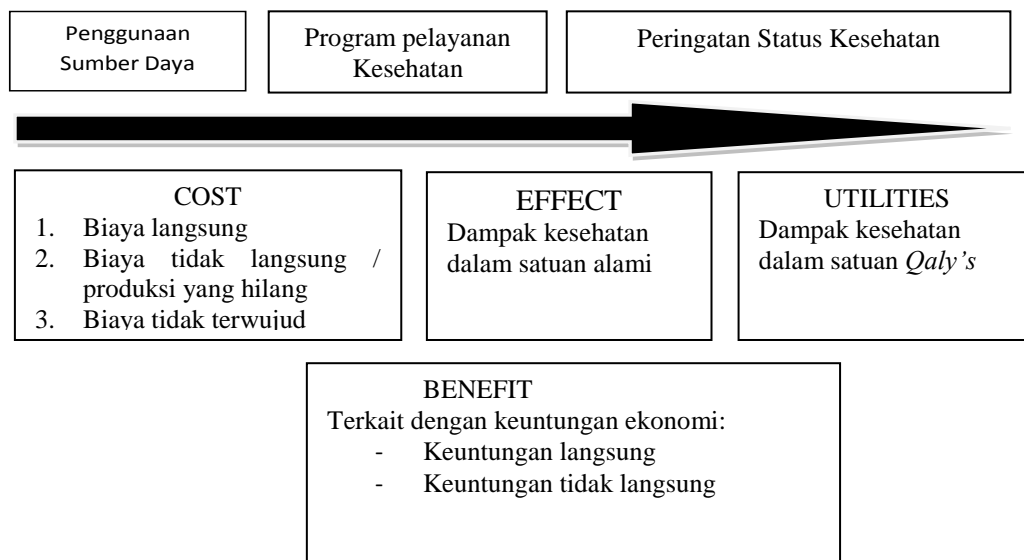 Penggunaan
Sumber Daya
Program pelayanan
Kesehatan
Peringatan Status Kesehatan
COST
1. Biaya langsung
2. Biaya tidak langsung /
produksi yang hilang
3. Biaya tidak terwujud
EFFECT
Dampak kesehatan
dalam satuan alami
UTILITIES
Dampak kesehatan
dalam satuan Qaly’s
BENEFIT
Terkait dengan keuntungan ekonomi:
- Keuntungan langsung
- Keuntungan tidak langsung